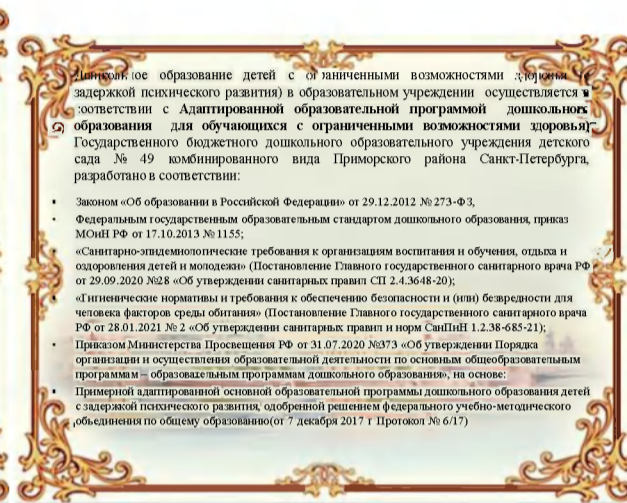 образование детей с ограниченными возможностями
задержкой психического развития) в образовательном учреждении осуществляется в
соответствии с Адаптированной образовательной программой дошкольного
образования для обучающихся с ограниченными возможностями здоровья)
Государственного бюджетного дошкольного образовательного учреждения детского
сада № 49 комбинированного вида Приморского района Санкт-Петербурга,
разработано в соответствии:
Законом «Об образовании в Российской Федерации» от 29.12.2012 №273-ФЗ,
Федеральным государственным образовательным стандартом дошкольного образования, приказ
МОиН РФ от 17.10.2013 №1155;
«Санитарно-эпидемиологические требования к организациям воспитания и обучения, отдыха и
оздоровления детей и молодежи» (Постановление Главного государственного санитарного врача РФ
от 29.09.2020 №28 «Об утверждении санитарных правил СП 2.4.3648-20);
«Гигиенические нормативы и требования к обеспечению безопасности и (или) безвредности для
человека факторов среды обитания» (Постановление Главного государственного санитарного врача
РФ от 28.01.2021 № 2 «Об утверждении санитарных правил и норм СанПиН 1.2.38-685-21);
Приказом Министерства Просвещения РФ от 31.07.2020 №373 «Об утверждении Порядка
организации и осуществления образовательной деятельности по основным общеобразовательным
программам – образовательным программам дошкольного образования», на основе:
Примерной адаптированной основной образовательной программы дошкольного образования детей
с задержкой психического развития, одобренной решением федерального учебно-методического
объединения по общему образованию(от 7 декабря 2017 г Протокол № 6/17)